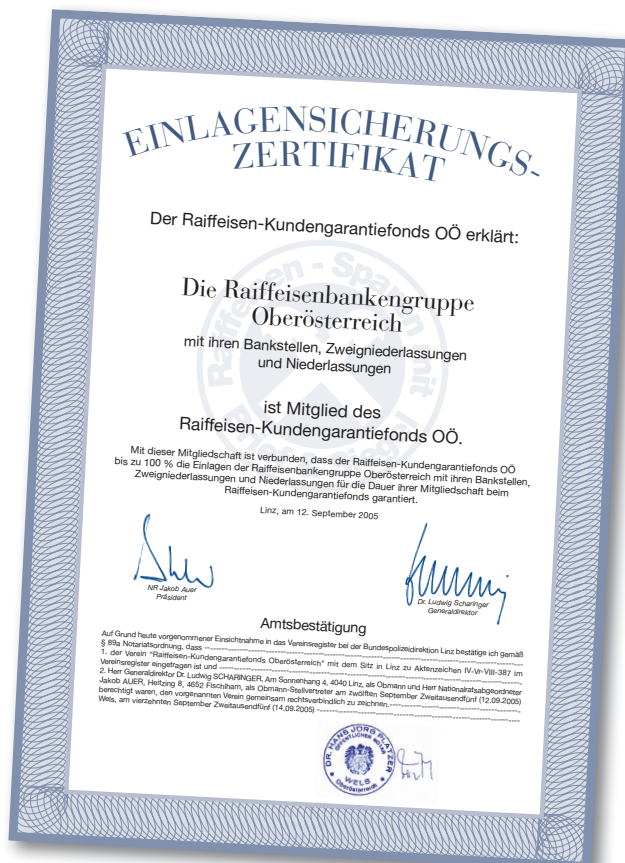 EINLAGENSICHERUNGS-
ZERTIFIKAT
Der Raiffeisen-Kundengarantiefonds OÖ erklärt:
Die Raiffeisenbankengruppe
Oberösterreich
mit ihren Bankstellen, Zweigniederlassungen
und Niederlassungen
ist Mitglied des
Raiffeisen-Kundengarantiefonds OÖ.
Mit dieser Mitgliedschaft ist verbunden, dass der Raiffeisen-Kundengarantiefonds OÖ
bis zu 100 % die Einlagen der Raiffeisenbankengruppe Oberösterreich mit ihren Bankstellen,
Zweigniederlassungen und Niederlassungen für die Dauer ihrer Mitgliedschaft beim
Raiffeisen-Kundengarantiefonds garantiert.
Linz, am 12. September 2005
NR Jakob Auer
Präsident
Dr. Ludwig Scharinger
Generaldirektor
Amtsbestätigung
Auf Grund heute vorgenommener Einsichtnahme in das Vereinsregister bei der Bundespolizeidirektion Linz bestätige ich gemäß
§ 89a Notariatsordnung, dass
1. der Verein "Raiffeisen-Kundengarantiefonds Oberösterreich" mit dem Sitz in Linz zu Aktenzeichen IV-Vr-VIII-387 im
Vereinsregister eingetragen ist und
2. Herr Generaldirektor Dr. Ludwig SCHARINGER, Am Sonnenhang 4, 4040 Linz, als Obmann und Herr Nationalratsabgeordneter
Jakob AUER, Heitzing 8, 4652 Fischlham, als Obmann-Stellvertreter am zwölften September Zweitausendfünf (12.09.2005)
berechtigt waren, den vorgenannten Verein gemeinsam rechtsverbindlich zu zeichnen.
Wels, am vierzehnten September Zweitausendfünf (14.09.2005)
DR. HANS JÖRG PLATZER
ÖFFENTLICHER NOTAR
WELS
Oberösterreich